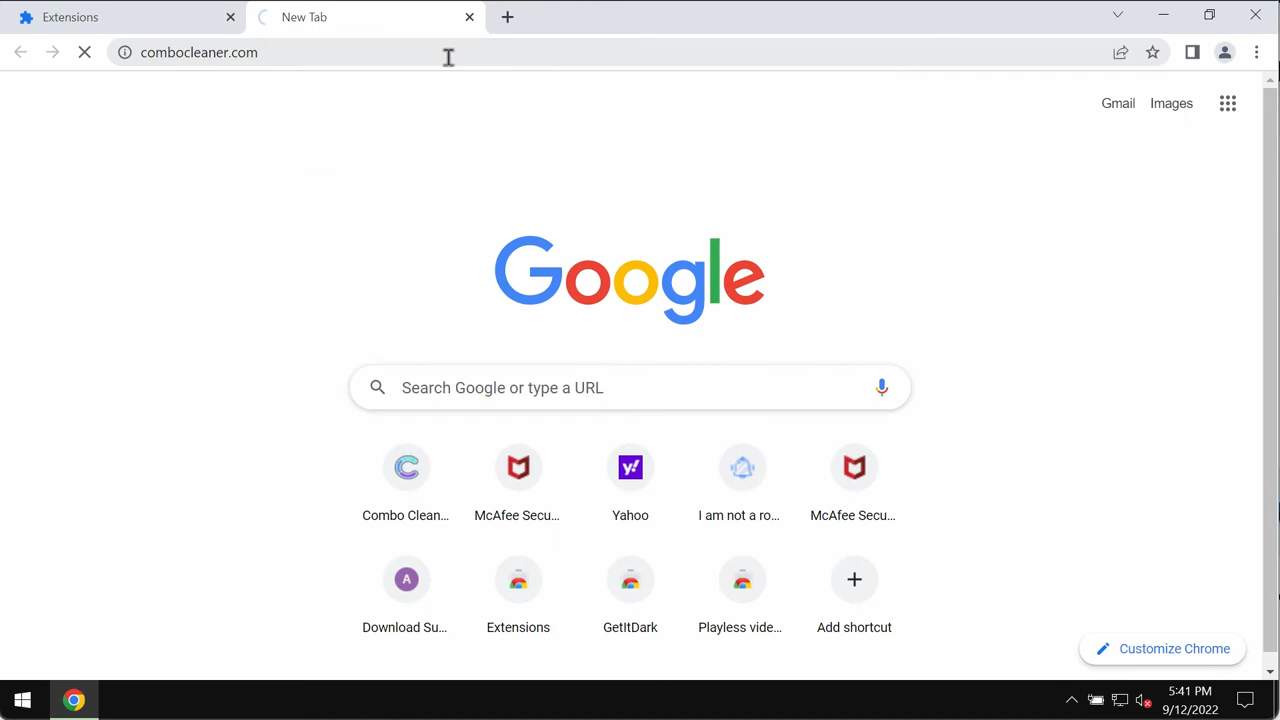 Extensions
New Tab
combocleaner.com
Gmail
Images
Google
Search Google or type a URL
Combo Clean...
McAfee Secu...
Yahoo
I am not a ro...
McAfee Secu...
Download Su...
Extensions
GetItDark
Playless vide...
Add shortcut
Customize Chrome
5:41 PM
9/12/2022